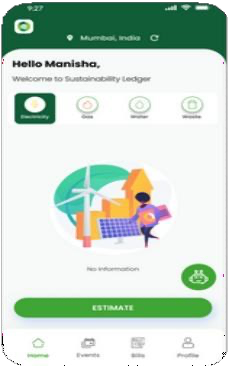 9:27
Mumbai, India
Hello Manisha,
Welcome to Sustainability Ledger
Electricity Gas Water Waste
No Information
ESTIMATE
Home Events Bills Profile